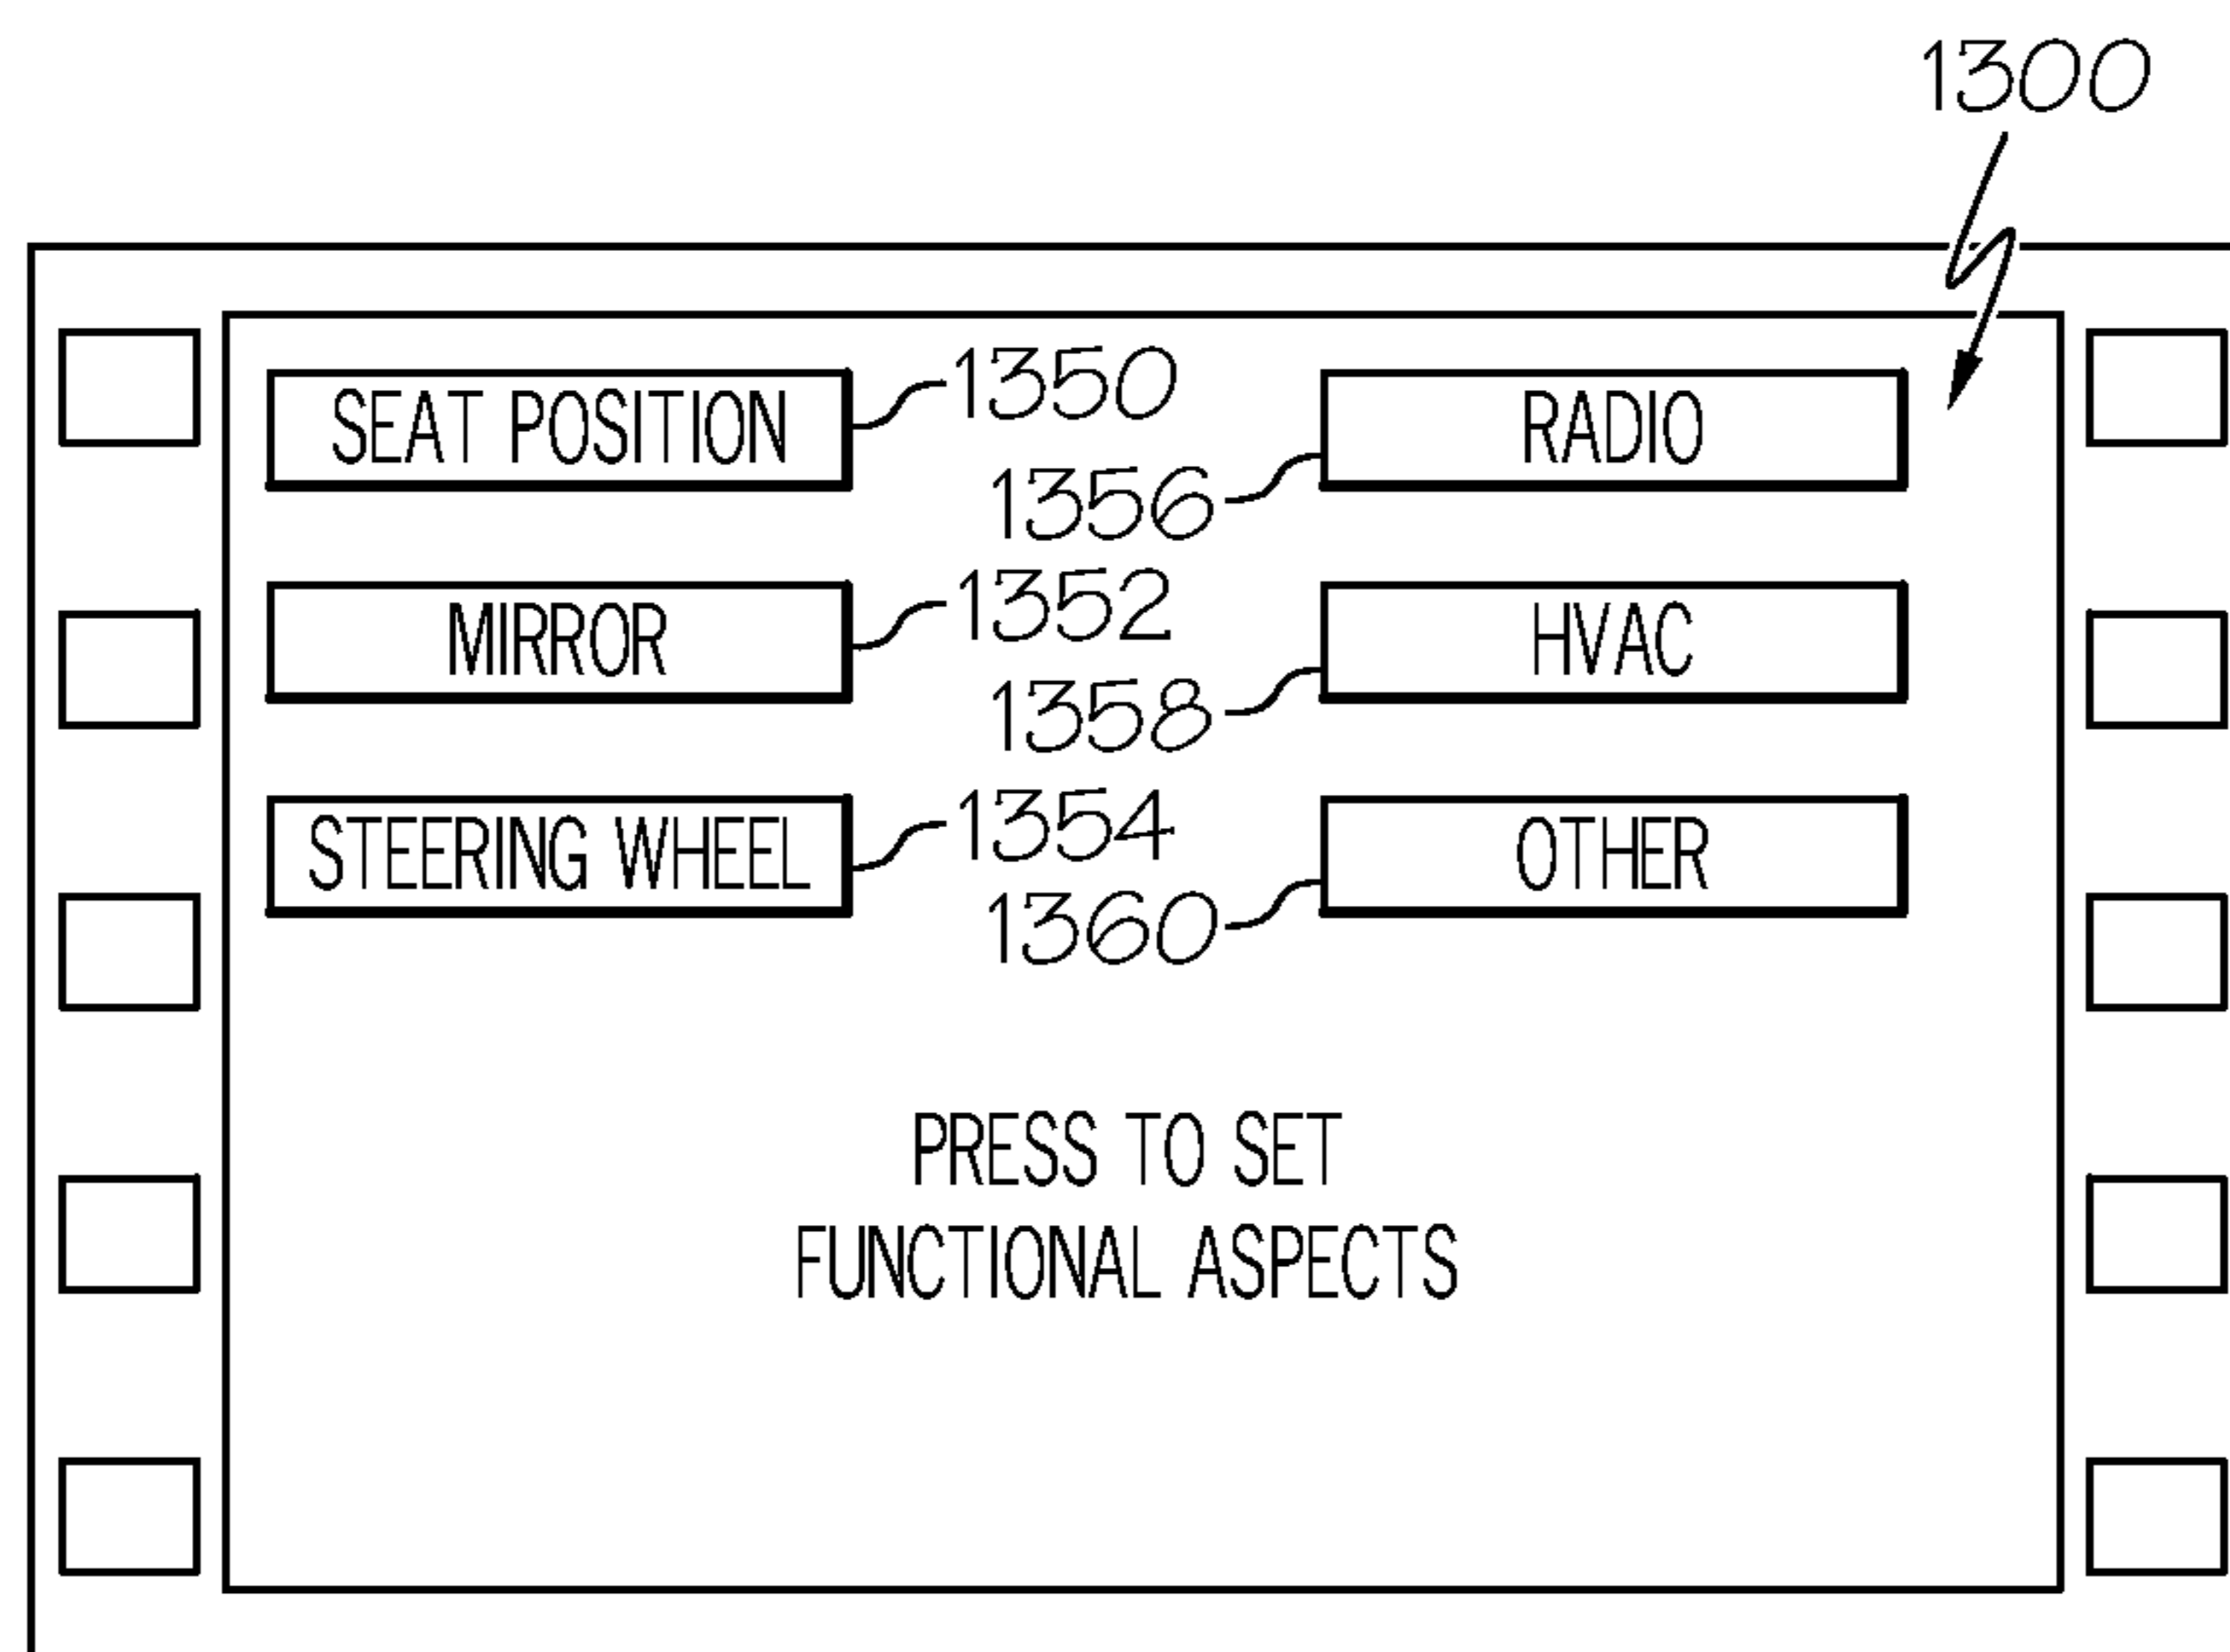 1300
SEAT POSITION 1350
1356 RADIO
MIRROR 1352
1358 HVAC
STEERING WHEEL 1354
1360 OTHER
PRESS TO SET
FUNCTIONAL ASPECTS